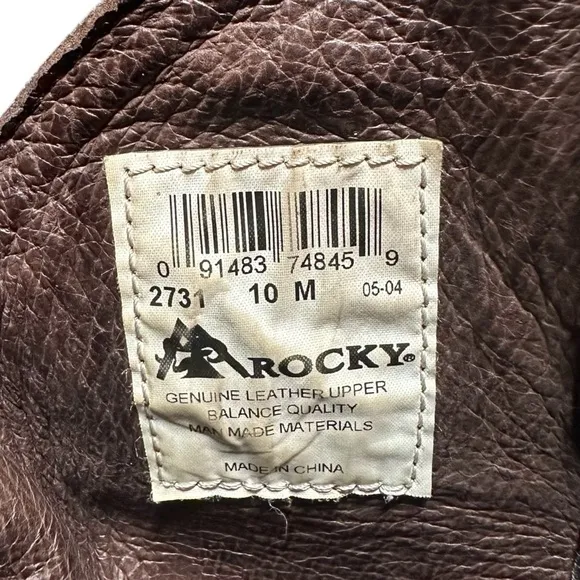 0 91483 74845 9
2731 10 M 05-04
ROCKY®
GENUINE LEATHER UPPER
BALANCE QUALITY
MAN MADE MATERIALS
MADE IN CHINA